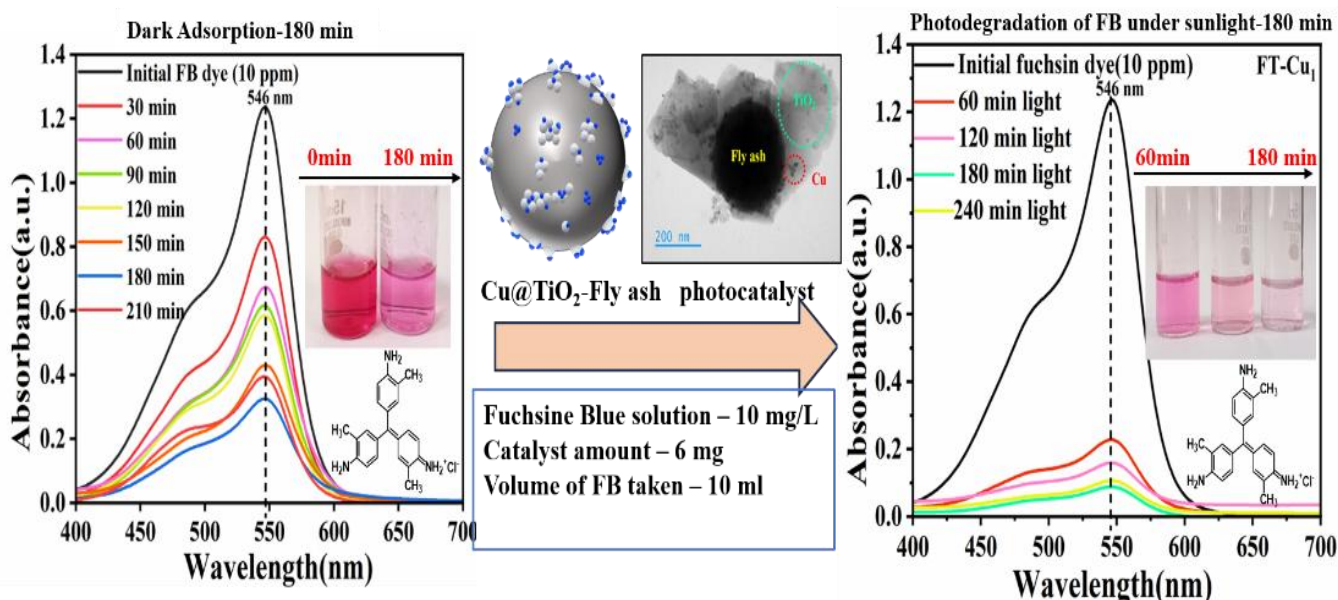 Dark Adsorption-180 min
1.4
1.2
1.0
0.8
0.6
0.4
0.2
0.0
Absorbance(a.u.)
Initial FB dye (10 ppm)
30 min
60 min
90 min
120 min
150 min
180 min
210 min
546 nm
0min 180 min
NH₂
CH₃
H₃C
H₂N
CH₃
NH₂⁺Cl⁻
400 450 500 550 600 650 700
Wavelength(nm)
TiO₂
Fly ash
Cu
200 nm
Cu@TiO₂-Fly ash photocatalyst
Fuchsine Blue solution – 10 mg/L
Catalyst amount – 6 mg
Volume of FB taken – 10 ml
Photodegradation of FB under sunlight-180 min
1.4
1.2
1.0
0.8
0.6
0.4
0.2
0.0
Absorbance(a.u.)
Initial fuchsin dye(10 ppm)
FT-Cu₁
546 nm
60 min light
120 min light
180 min light
240 min light
60min 180 min
NH₂
CH₃
H₃C
H₂N
CH₃
NH₂⁺Cl⁻
400 450 500 550 600 650 700
Wavelength(nm)